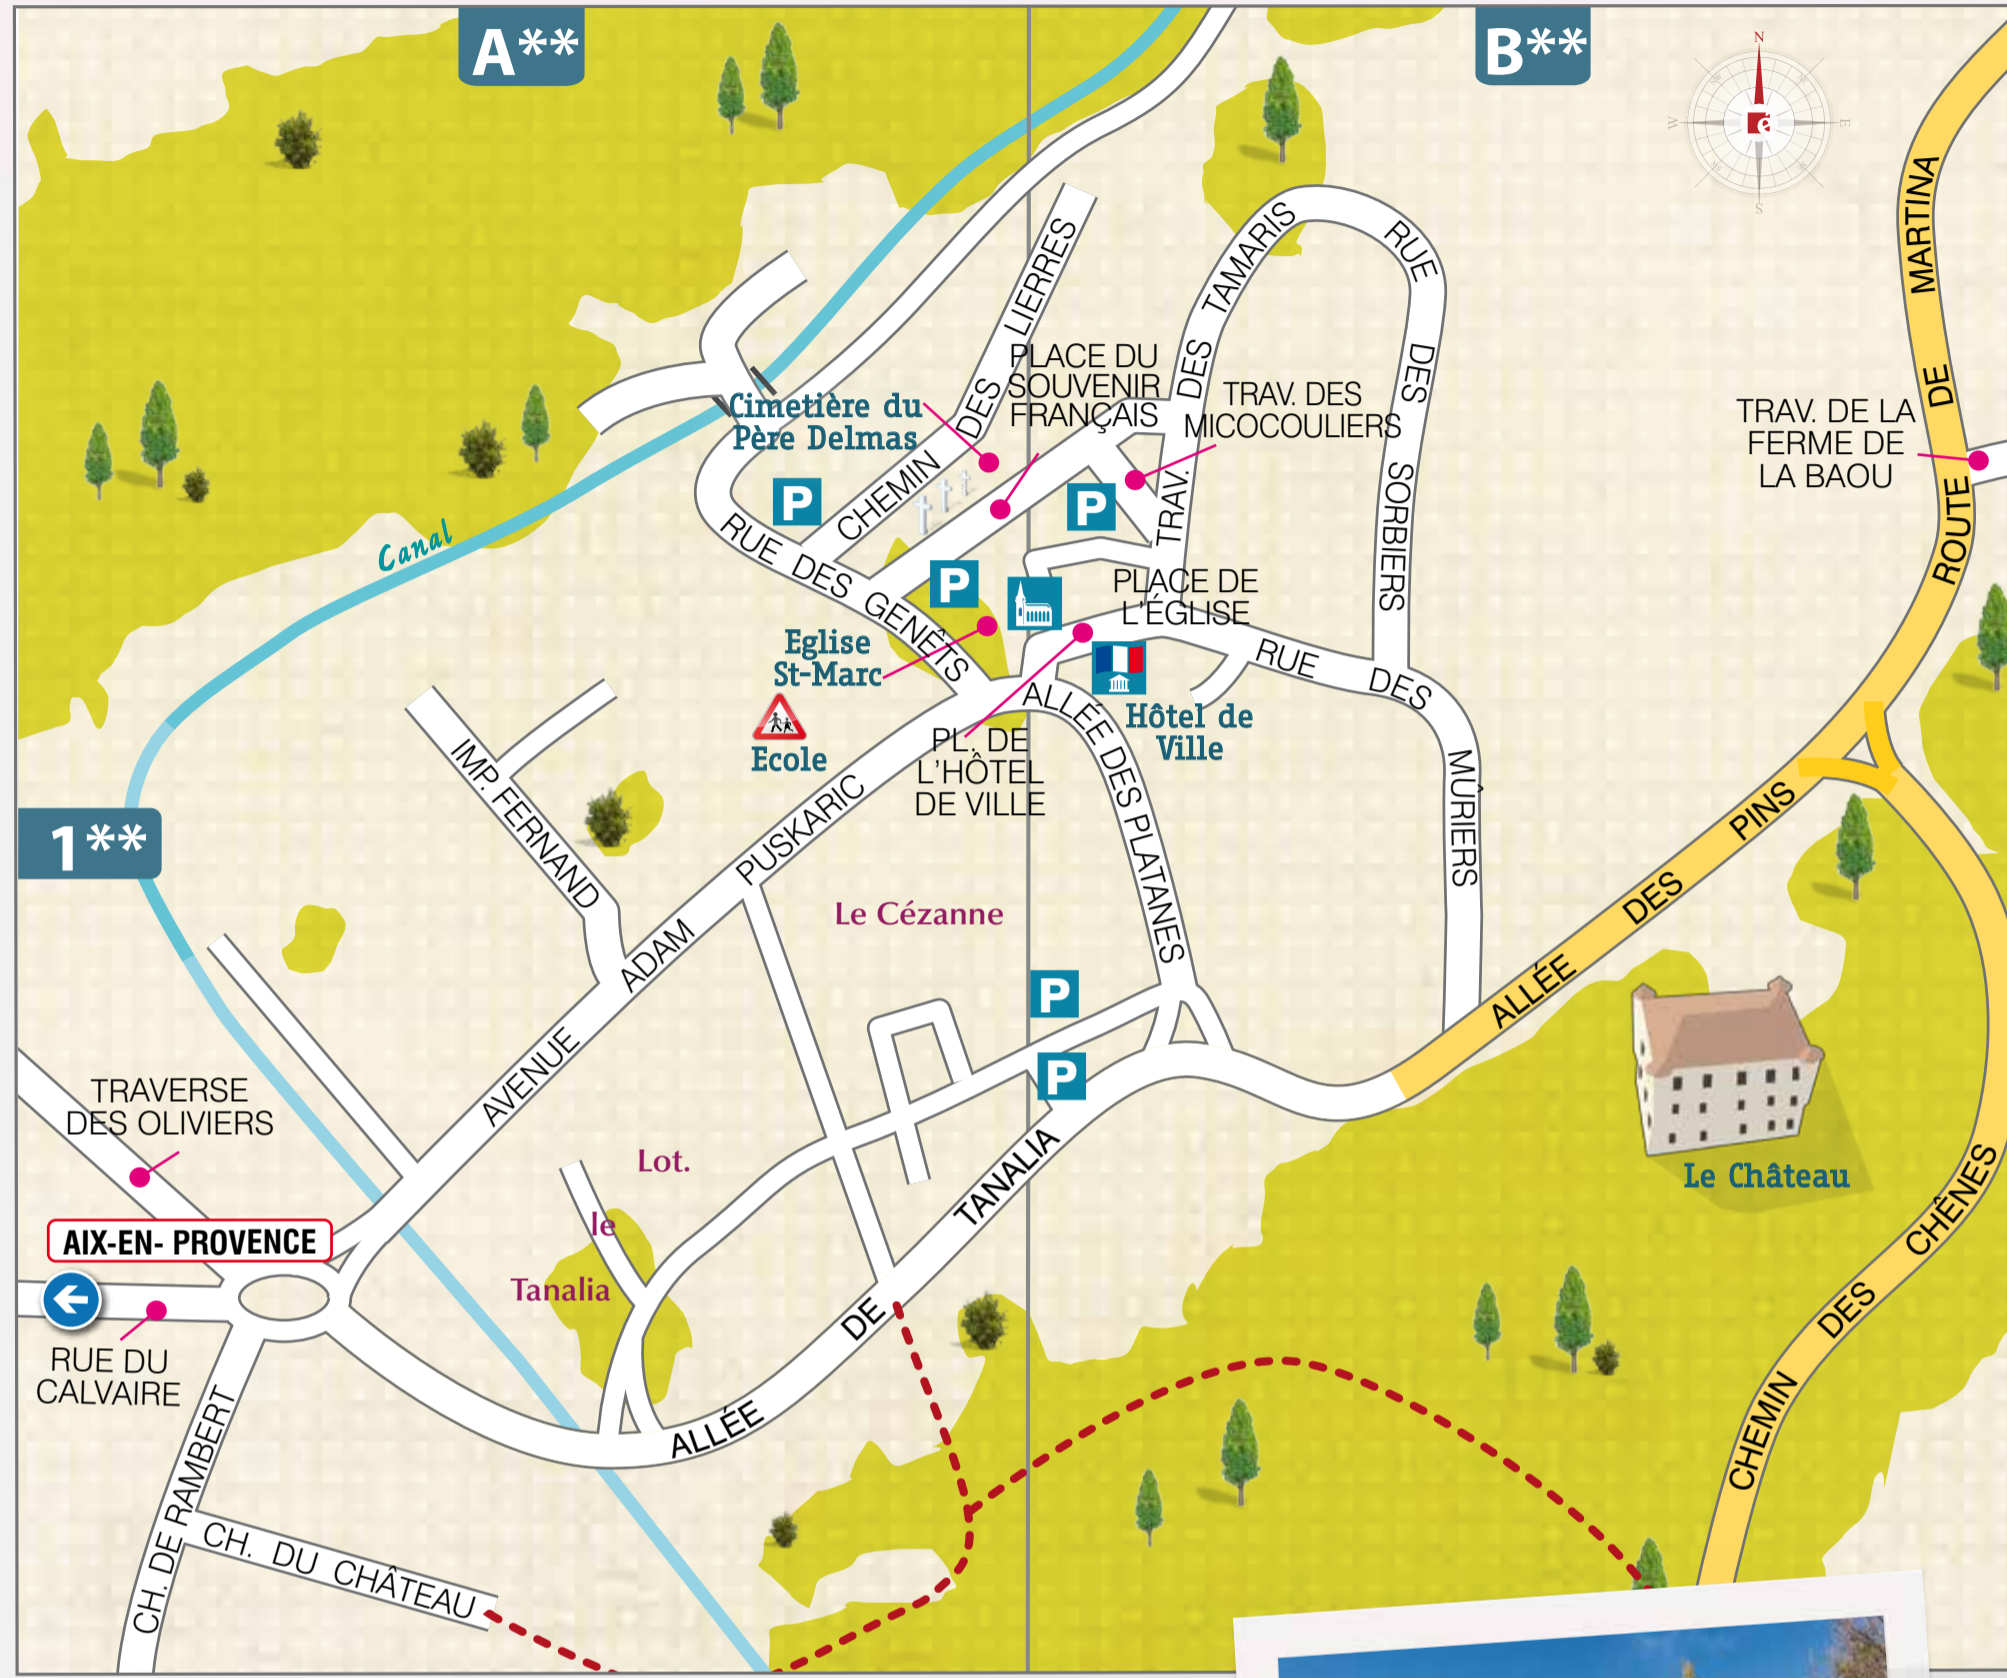 A**
B**
N
W
E
S
MARTINA
DE
ROUTE
DES LIERRES
CHEMIN
PLACE DU
SOUVENIR
FRANÇAIS
TRAV. DES TAMARIS
RUE DES SORBIERS
TRAV. DES
MICOCOULIERS
TRAV. DE LA
FERME DE
LA BAOU
Cimetière du
Père Delmas
P
P
P
Canal
RUE DES GENÊTS
PLACE DE
L'ÉGLISE
Eglise
St-Marc
RUE DES MÛRIERS
Hôtel de
Ville
Ecole
PL. DE
L'HÔTEL
DE VILLE
ALLÉE DES PLATANES
IMP. FERNAND
1**
AVENUE ADAM PUSKARIC
Le Cézanne
ALLÉE DES PINS
P
P
TRAVERSE
DES OLIVIERS
Lot.
le
Tanalia
Le Château
AIX-EN- PROVENCE
RUE DU
CALVAIRE
ALLÉE DE TANALIA
CHEMIN DES CHÊNES
CH. DE RAMBERT
CH. DU CHÂTEAU